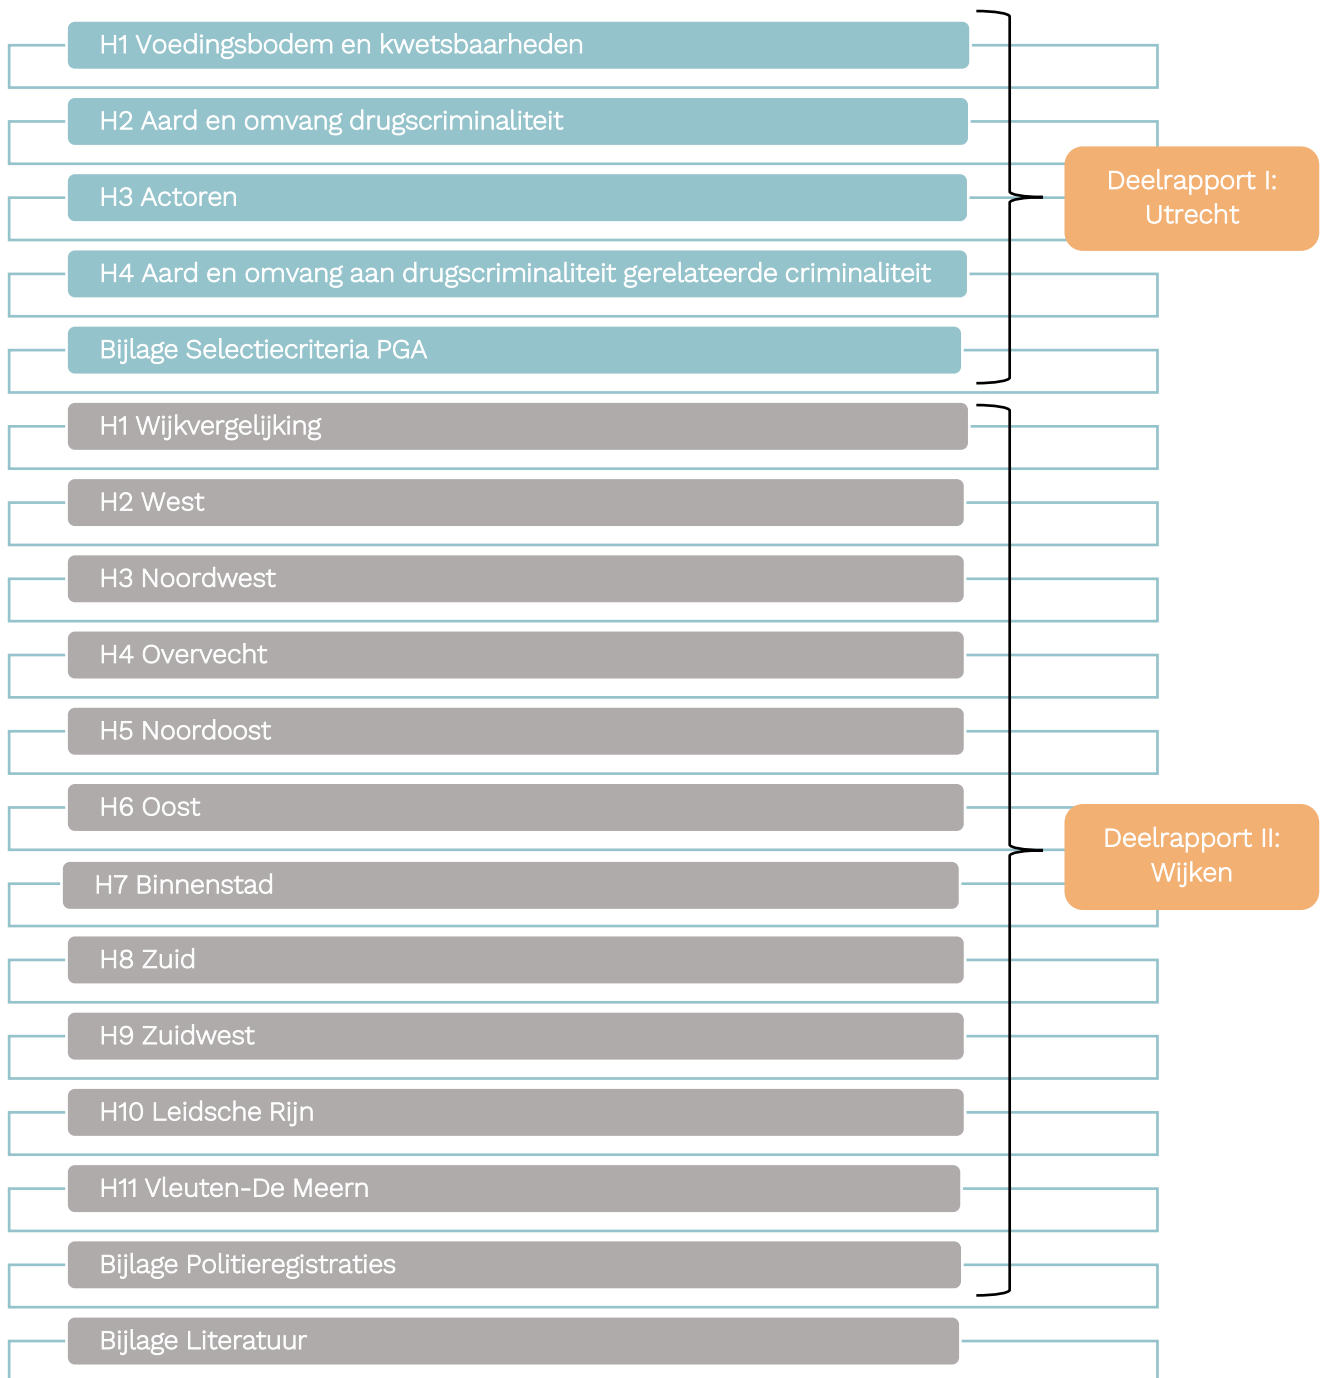 H1 Voedingsbodem en kwetsbaarheden
H2 Aard en omvang drugscriminaliteit
H3 Actoren
H4 Aard en omvang aan drugscriminaliteit gerelateerde criminaliteit
Bijlage Selectiecriteria PGA
Deelrapport I:
Utrecht
H1 Wijkvergelijking
H2 West
H3 Noordwest
H4 Overvecht
H5 Noordoost
H6 Oost
H7 Binnenstad
H8 Zuid
H9 Zuidwest
H10 Leidsche Rijn
H11 Vleuten-De Meern
Bijlage Politieregistraties
Bijlage Literatuur
Deelrapport II:
Wijken